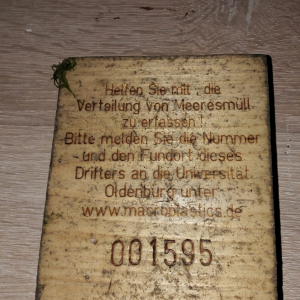 Helfen Sie mit, die
Verteilung von Meeresmüll
zu erfassen!
Bitte melden Sie die Nummer
und den Fundort dieses
Drifters an die Universität
Oldenburg unter
www.macroplastics.de
001595